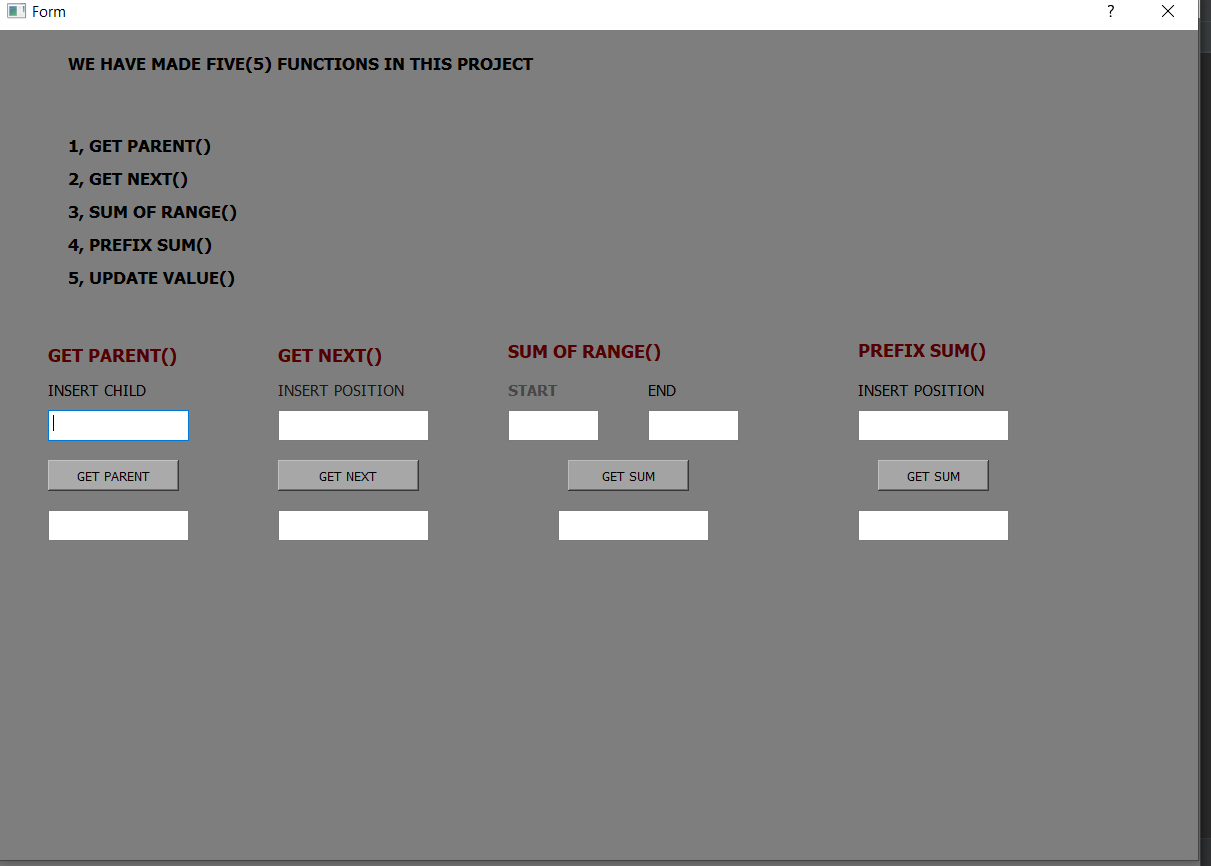 Form
WE HAVE MADE FIVE(5) FUNCTIONS IN THIS PROJECT
1, GET PARENT()
2, GET NEXT()
3, SUM OF RANGE()
4, PREFIX SUM()
5, UPDATE VALUE()
GET PARENT() GET NEXT() SUM OF RANGE() PREFIX SUM()
INSERT CHILD INSERT POSITION START END INSERT POSITION
GET PARENT GET NEXT GET SUM GET SUM